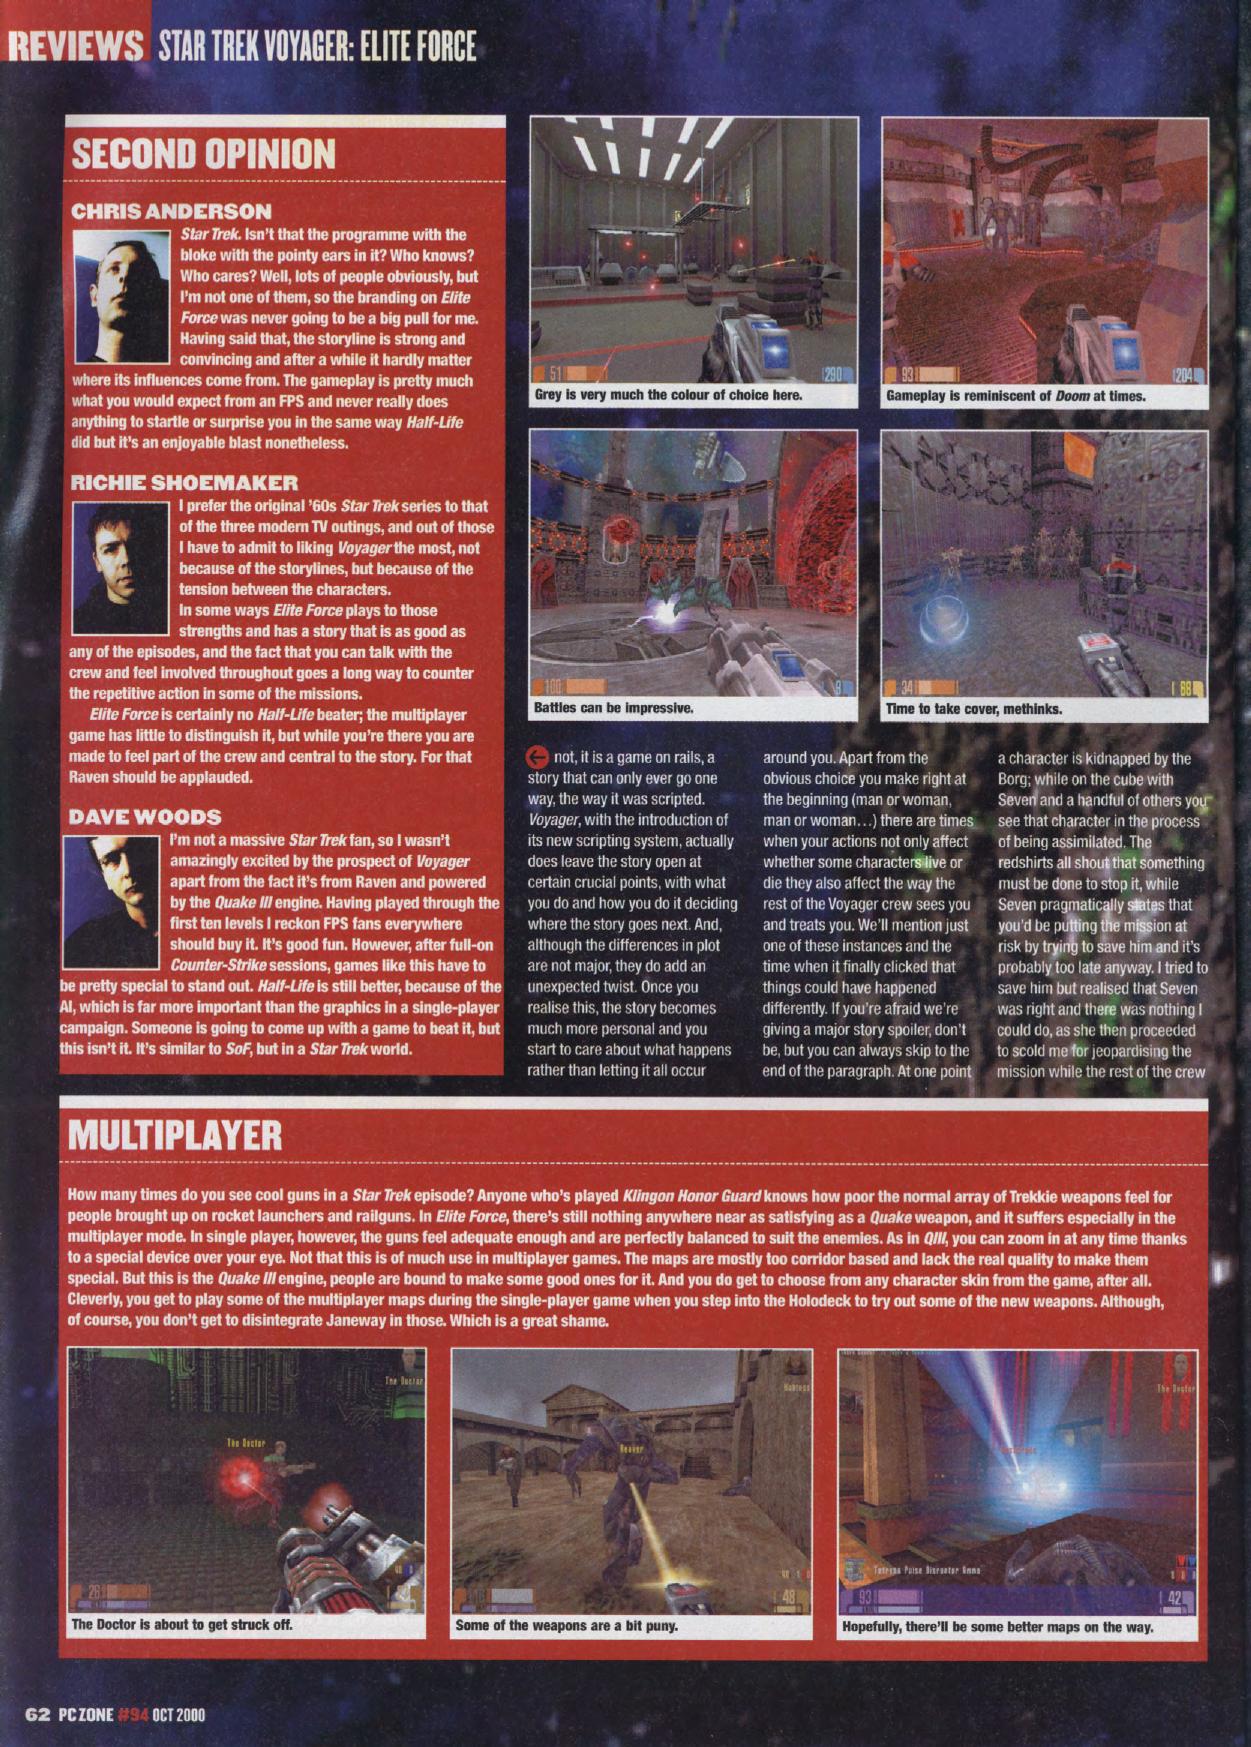 REVIEWS STAR TREK VOYAGER: ELITE FORCE
SECOND OPINION
CHRIS ANDERSON
Star Trek. Isn't that the programme with the
bloke with the pointy ears in it? Who knows?
Who cares? Well, lots of people obviously, but
I'm not one of them, so the branding on Elite
Force was never going to be a big pull for me.
Having said that, the storyline is strong and
convincing and after a while it hardly matter
where its influences come from. The gameplay is pretty much
what you would expect from an FPS and never really does
anything to startle or surprise you in the same way Half-Life
did but it's an enjoyable blast nonetheless.
RICHIE SHOEMAKER
I prefer the original '60s Star Trek series to that
of the three modern TV outings, and out of those
I have to admit to liking Voyager the most, not
because of the storylines, but because of the
tension between the characters.
In some ways Elite Force plays to those
strengths and has a story that is as good as
any of the episodes, and the fact that you can talk with the
crew and feel involved throughout goes a long way to counter
the repetitive action in some of the missions.
Elite Force is certainly no Half-Life beater; the multiplayer
game has little to distinguish it, but while you're there you are
made to feel part of the crew and central to the story. For that
Raven should be applauded.
DAVE WOODS
I'm not a massive Star Trek fan, so I wasn't
amazingly excited by the prospect of Voyager
apart from the fact it's from Raven and powered
by the Quake III engine. Having played through the
first ten levels I reckon FPS fans everywhere
should buy it. It's good fun. However, after full-on
Counter-Strike sessions, games like this have to
be pretty special to stand out. Half-Life is still better, because of the
AI, which is far more important than the graphics in a single-player
campaign. Someone is going to come up with a game to beat it, but
this isn't it. It's similar to SoF, but in a Star Trek world.
51 290
Grey is very much the colour of choice here.
93 204
Gameplay is reminiscent of Doom at times.
100 9
Battles can be impressive.
34 88
Time to take cover, methinks.
not, it is a game on rails, a
story that can only ever go one
way, the way it was scripted.
Voyager, with the introduction of
its new scripting system, actually
does leave the story open at
certain crucial points, with what
you do and how you do it deciding
where the story goes next. And,
although the differences in plot
are not major, they do add an
unexpected twist. Once you
realise this, the story becomes
much more personal and you
start to care about what happens
rather than letting it all occur
around you. Apart from the
obvious choice you make right at
the beginning (man or woman,
man or woman...) there are times
when your actions not only affect
whether some characters live or
die they also affect the way the
rest of the Voyager crew sees you
and treats you. We'll mention just
one of these instances and the
time when it finally clicked that
things could have happened
differently. If you're afraid we're
giving a major story spoiler, don't
be, but you can always skip to the
end of the paragraph. At one point
a character is kidnapped by the
Borg; while on the cube with
Seven and a handful of others you
see that character in the process
of being assimilated. The
redshirts all shout that something
must be done to stop it, while
Seven pragmatically states that
you'd be putting the mission at
risk by trying to save him and it's
probably too late anyway. I tried to
save him but realised that Seven
was right and there was nothing I
could do, as she then proceeded
to scold me for jeopardising the
mission while the rest of the crew
MULTIPLAYER
How many times do you see cool guns in a Star Trek episode? Anyone who's played Klingon Honor Guard knows how poor the normal array of Trekkie weapons feel for
people brought up on rocket launchers and railguns. In Elite Force, there's still nothing anywhere near as satisfying as a Quake weapon, and it suffers especially in the
multiplayer mode. In single player, however, the guns feel adequate enough and are perfectly balanced to suit the enemies. As in QIII, you can zoom in at any time thanks
to a special device over your eye. Not that this is of much use in multiplayer games. The maps are mostly too corridor based and lack the real quality to make them
special. But this is the Quake III engine, people are bound to make some good ones for it. And you do get to choose from any character skin from the game, after all.
Cleverly, you get to play some of the multiplayer maps during the single-player game when you step into the Holodeck to try out some of the new weapons. Although,
of course, you don't get to disintegrate Janeway in those. Which is a great shame.
The Doctor
The Doctor
The Doctor is about to get struck off.
Reaver
48
Some of the weapons are a bit puny.
The Doctor
Tetryon Pulse Disruptor Ammo
93 42
Hopefully, there'll be some better maps on the way.
62 PC ZONE #94 OCT 2000